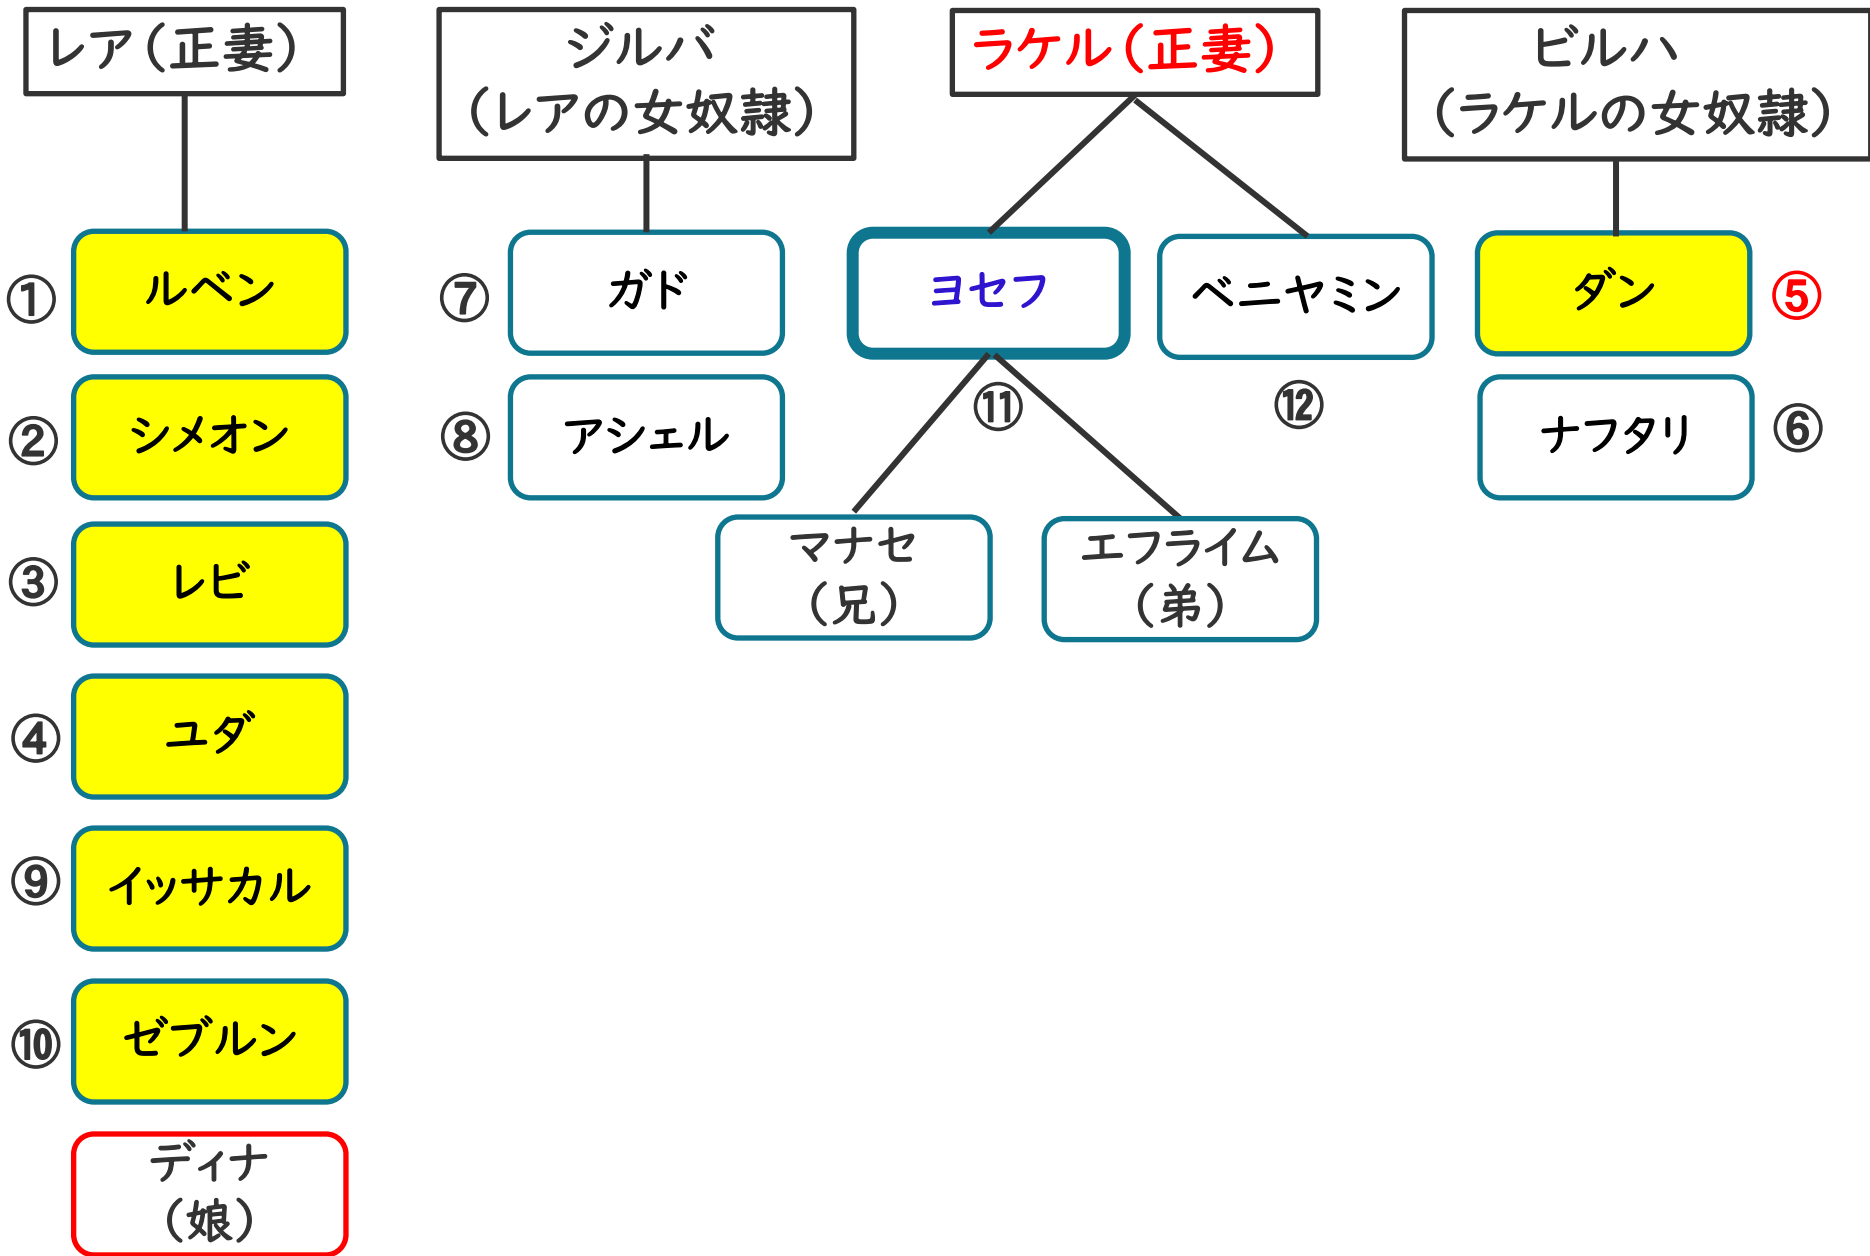 レア（正妻）
ジルバ
（レアの女奴隷）
ラケル（正妻）
ビルハ
（ラケルの女奴隷）
① ルベン
② シメオン
③ レビ
④ ユダ
⑨ イッサカル
⑩ ゼブルン
ディナ
（娘）
⑦ ガド
⑧ アシェル
ヨセフ
⑪
ベニヤミン
⑫
マナセ
（兄）
エフライム
（弟）
ダン ⑤
ナフタリ ⑥